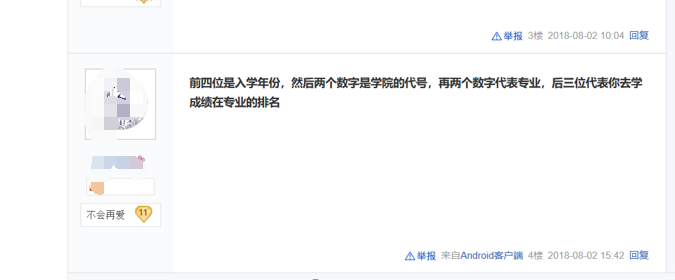 举报 3楼 2018-08-02 10:04 回复
前四位是入学年份，然后两个数字是学院的代号，再两个数字代表专业，后三位代表你去学
成绩在专业的排名
不会再爱 11
举报 来自Android客户端 4楼 2018-08-02 15:42 回复